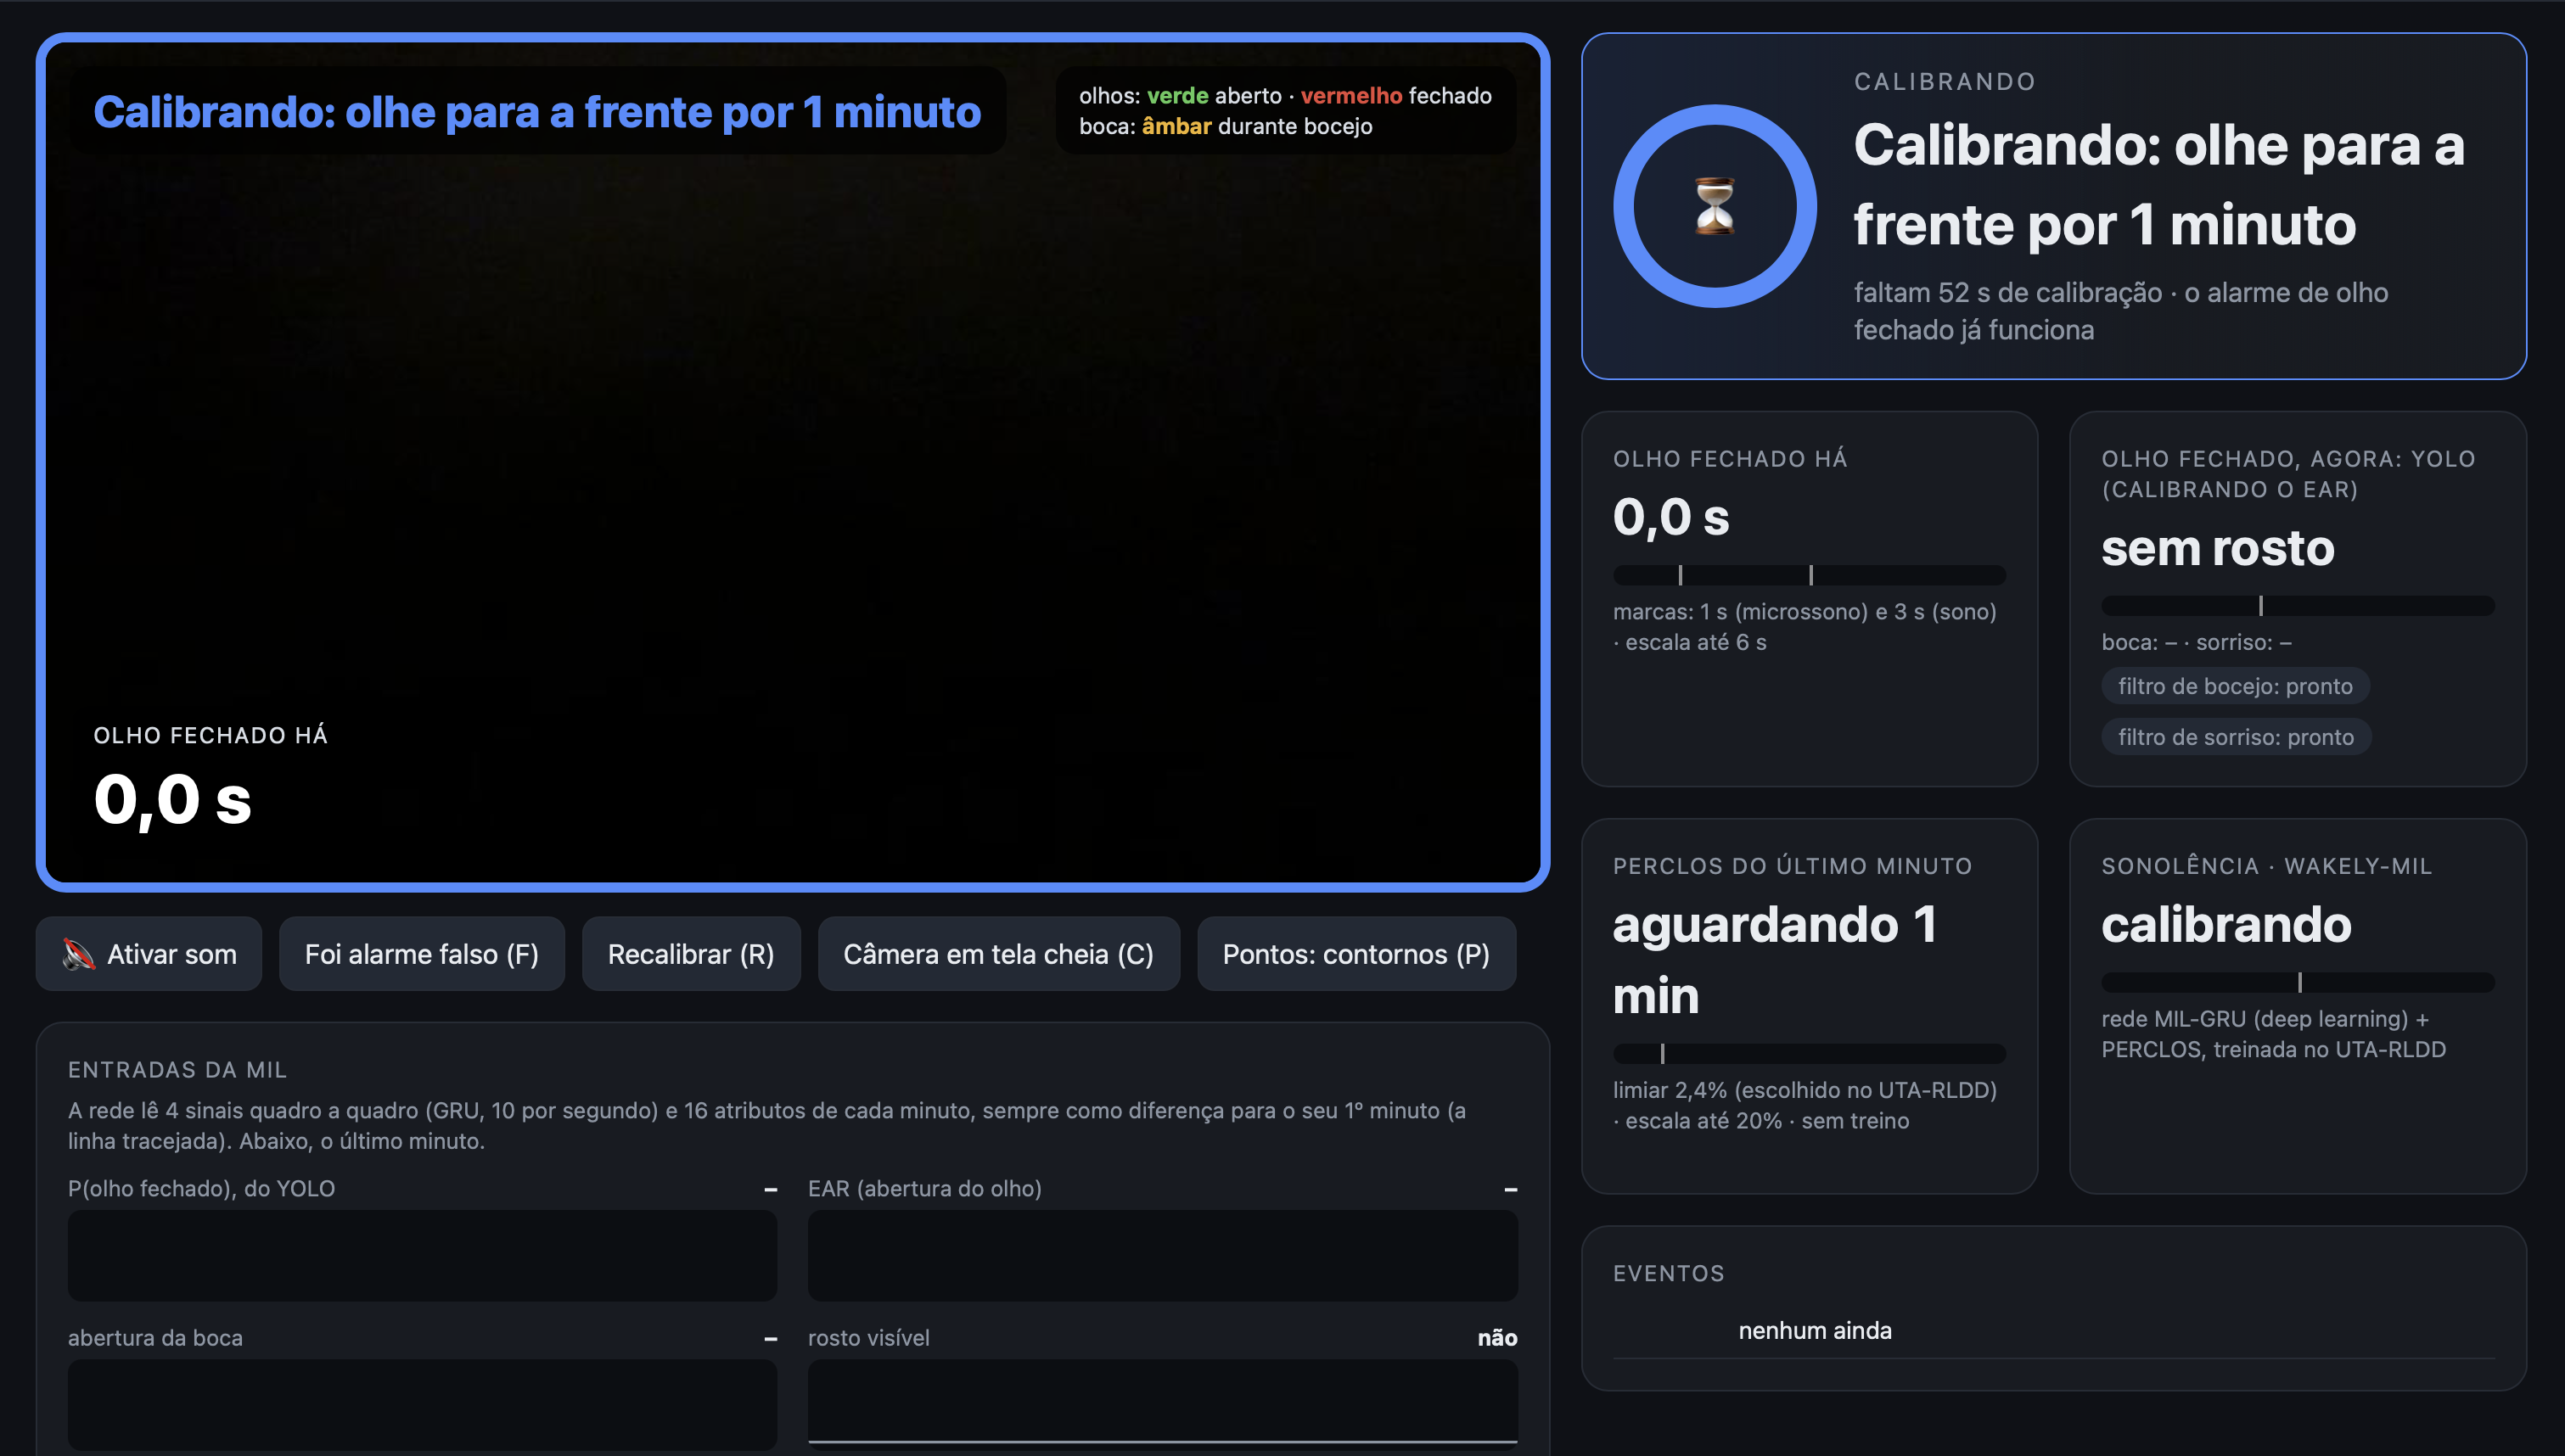 Calibrando: olhe para a frente por 1 minuto
olhos: verde aberto · vermelho fechado
boca: âmbar durante bocejo
OLHO FECHADO HÁ
0,0 s
Ativar som
Foi alarme falso (F)
Recalibrar (R)
Câmera em tela cheia (C)
Pontos: contornos (P)
ENTRADAS DA MIL
A rede lê 4 sinais quadro a quadro (GRU, 10 por segundo) e 16 atributos de cada minuto, sempre como diferença para o seu 1º minuto (a
linha tracejada). Abaixo, o último minuto.
P(olho fechado), do YOLO –
EAR (abertura do olho) –
abertura da boca –
rosto visível não
CALIBRANDO
Calibrando: olhe para a
frente por 1 minuto
faltam 52 s de calibração · o alarme de olho
fechado já funciona
OLHO FECHADO HÁ
0,0 s
marcas: 1 s (microssono) e 3 s (sono)
· escala até 6 s
OLHO FECHADO, AGORA: YOLO
(CALIBRANDO O EAR)
sem rosto
boca: – · sorriso: –
filtro de bocejo: pronto
filtro de sorriso: pronto
PERCLOS DO ÚLTIMO MINUTO
aguardando 1
min
limiar 2,4% (escolhido no UTA-RLDD)
· escala até 20% · sem treino
SONOLÊNCIA · WAKELY-MIL
calibrando
rede MIL-GRU (deep learning) +
PERCLOS, treinada no UTA-RLDD
EVENTOS
nenhum ainda